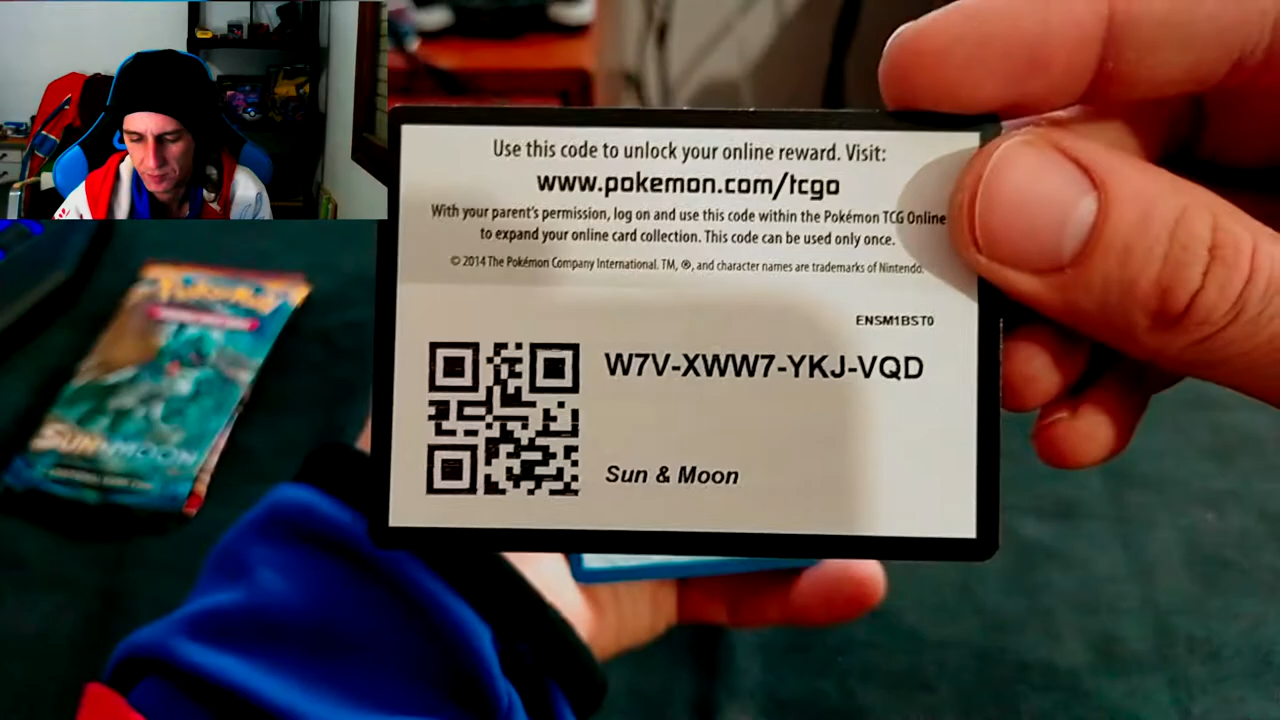 Use this code to unlock your online reward. Visit:
www.pokemon.com/tcgo
With your parent's permission, log on and use this code within the Pokémon TCG Online
to expand your online card collection. This code can be used only once.
© 2014 The Pokémon Company International. TM, ®, and character names are trademarks of Nintendo.
ENSM1BST0
W7V-XWW7-YKJ-VQD
Sun & Moon
Pokémon
SUN & MOON